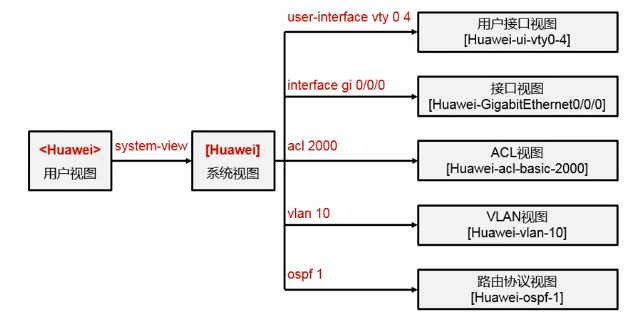 user-interface vty 0 4
用户接口视图
[Huawei-ui-vty0-4]
interface gi 0/0/0
接口视图
[Huawei-GigabitEthernet0/0/0]
<Huawei>
用户视图
system-view
[Huawei]
系统视图
acl 2000
ACL视图
[Huawei-acl-basic-2000]
vlan 10
VLAN视图
[Huawei-vlan-10]
ospf 1
路由协议视图
[Huawei-ospf-1]